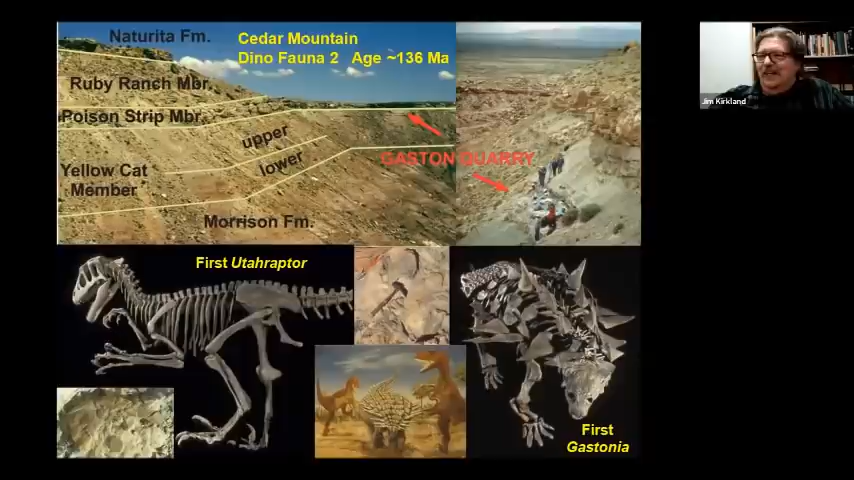 Naturita Fm.
Cedar Mountain
Dino Fauna 2 Age ~136 Ma
Ruby Ranch Mbr.
Poison Strip Mbr.
upper
lower
Yellow Cat
Member
GASTON QUARRY
Morrison Fm.
Jim Kirkland
First Utahraptor
First
Gastonia